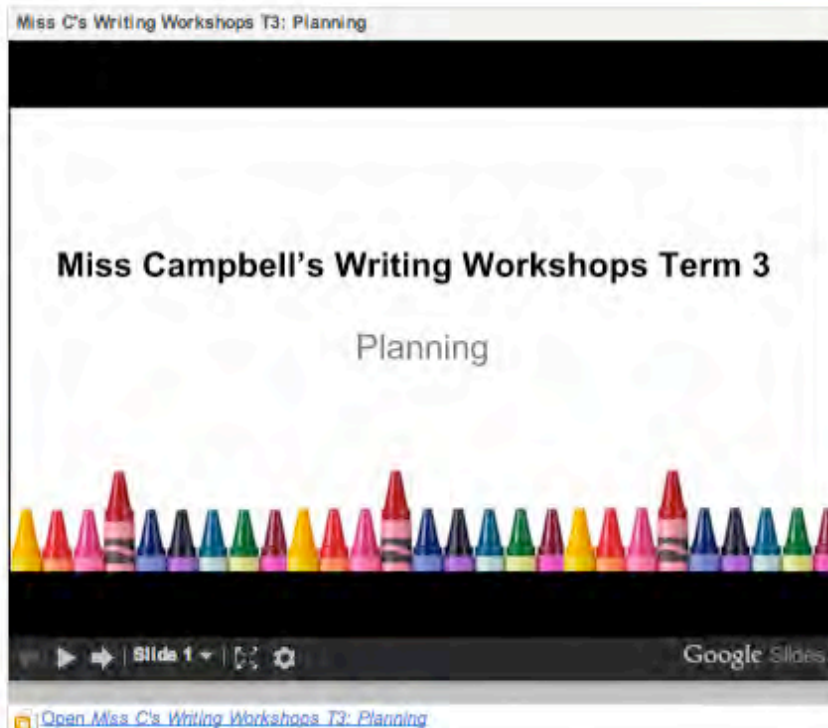 Miss C's Writing Workshops T3: Planning
Miss Campbell's Writing Workshops Term 3
Planning
Slide 1
Google Slides
Open Miss C's Writing Workshops T3: Planning